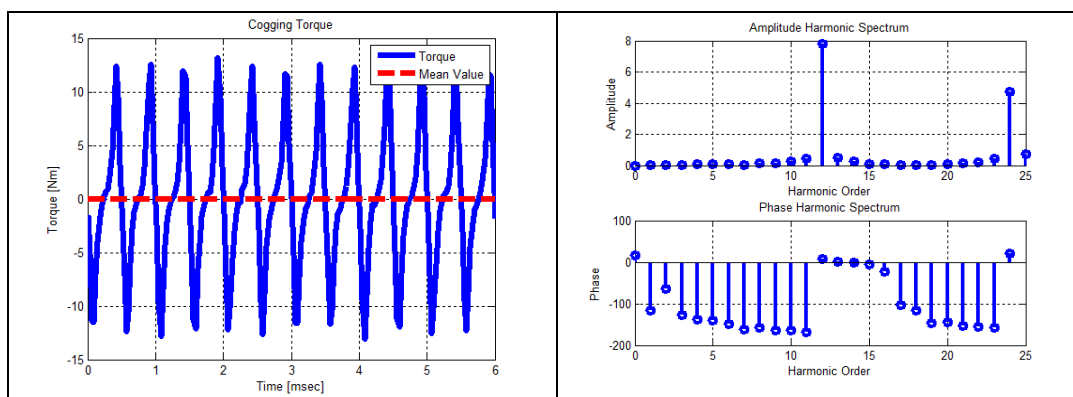 Cogging Torque
Torque [Nm]
15
10
5
0
-5
-10
-15
Torque
Mean Value
0 1 2 3 4 5 6
Time [msec]
Amplitude Harmonic Spectrum
Amplitude
8
6
4
2
0
0 5 10 15 20 25
Harmonic Order
Phase Harmonic Spectrum
Phase
100
0
-100
-200
0 5 10 15 20 25
Harmonic Order